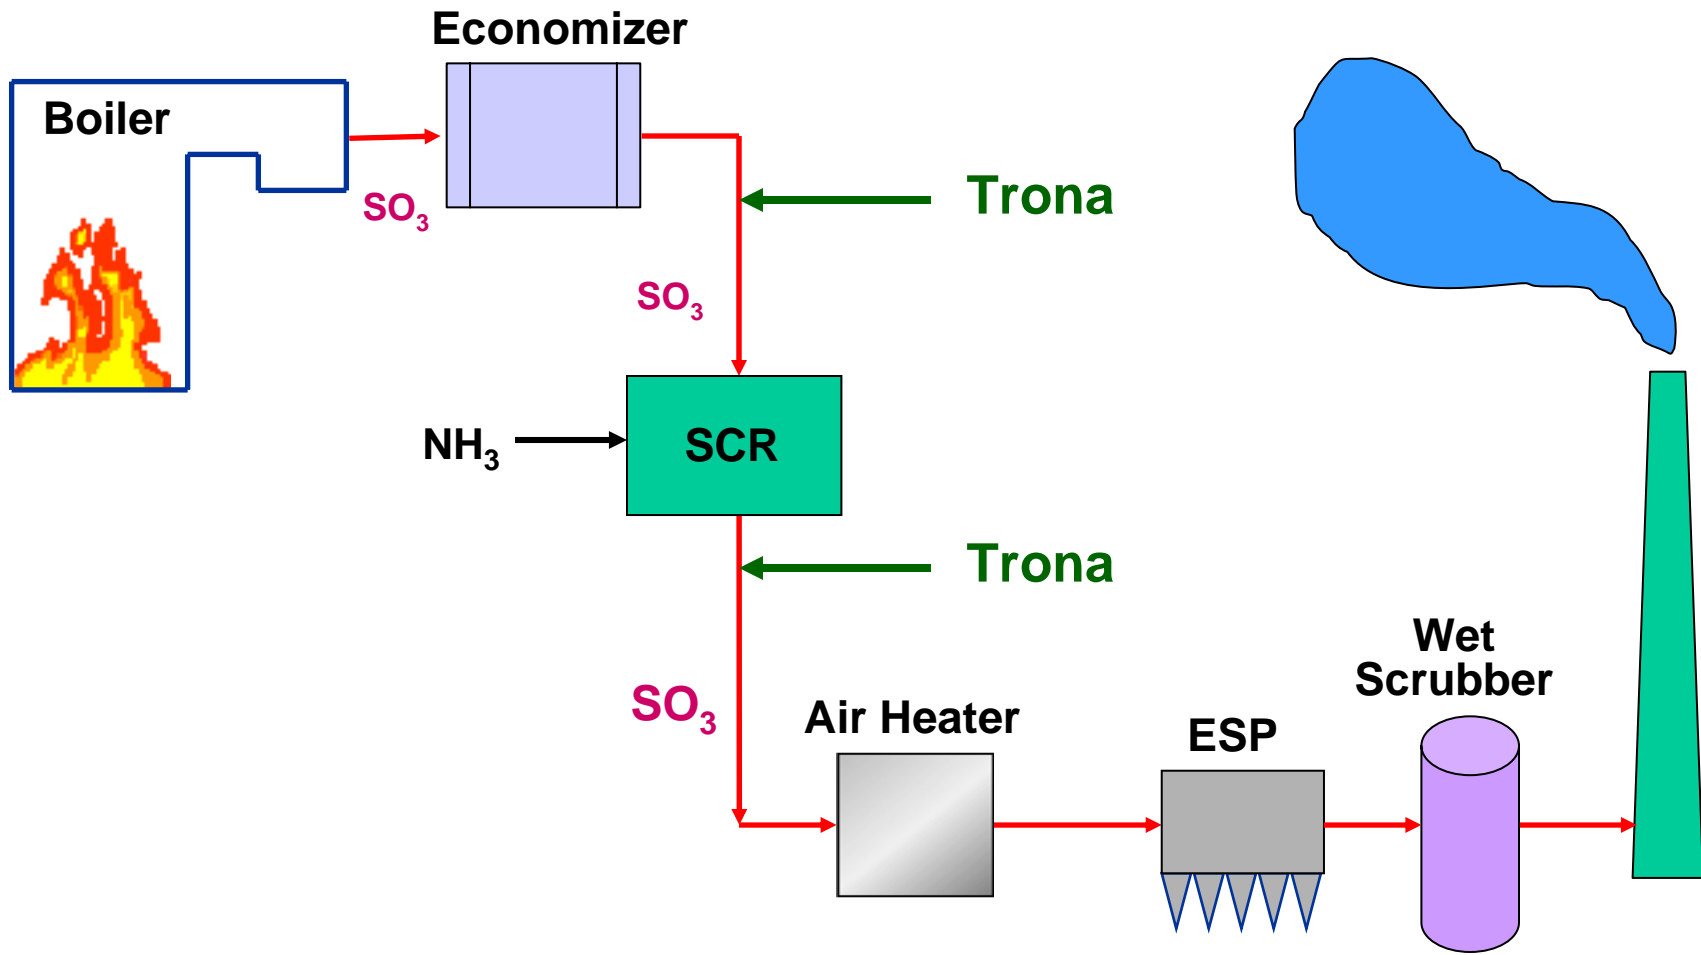 Economizer
Boiler
SO₃
Trona
SO₃
NH₃
SCR
Trona
SO₃
Air Heater
ESP
Wet
Scrubber